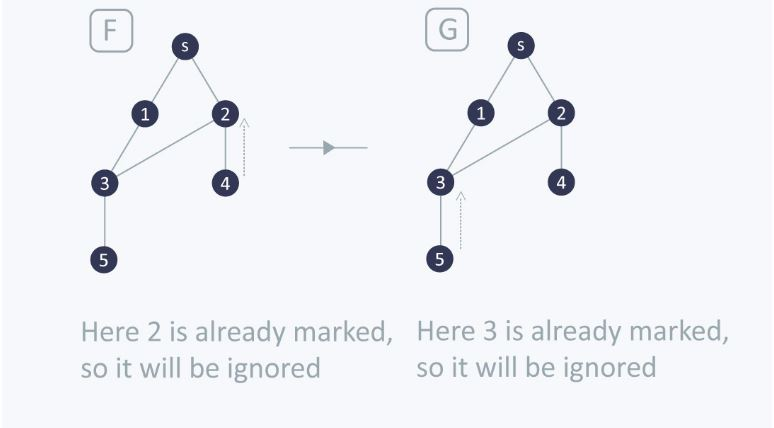 F
G
S
S
1
2
1
2
3
4
3
4
5
5
Here 2 is already marked,
so it will be ignored
Here 3 is already marked,
so it will be ignored